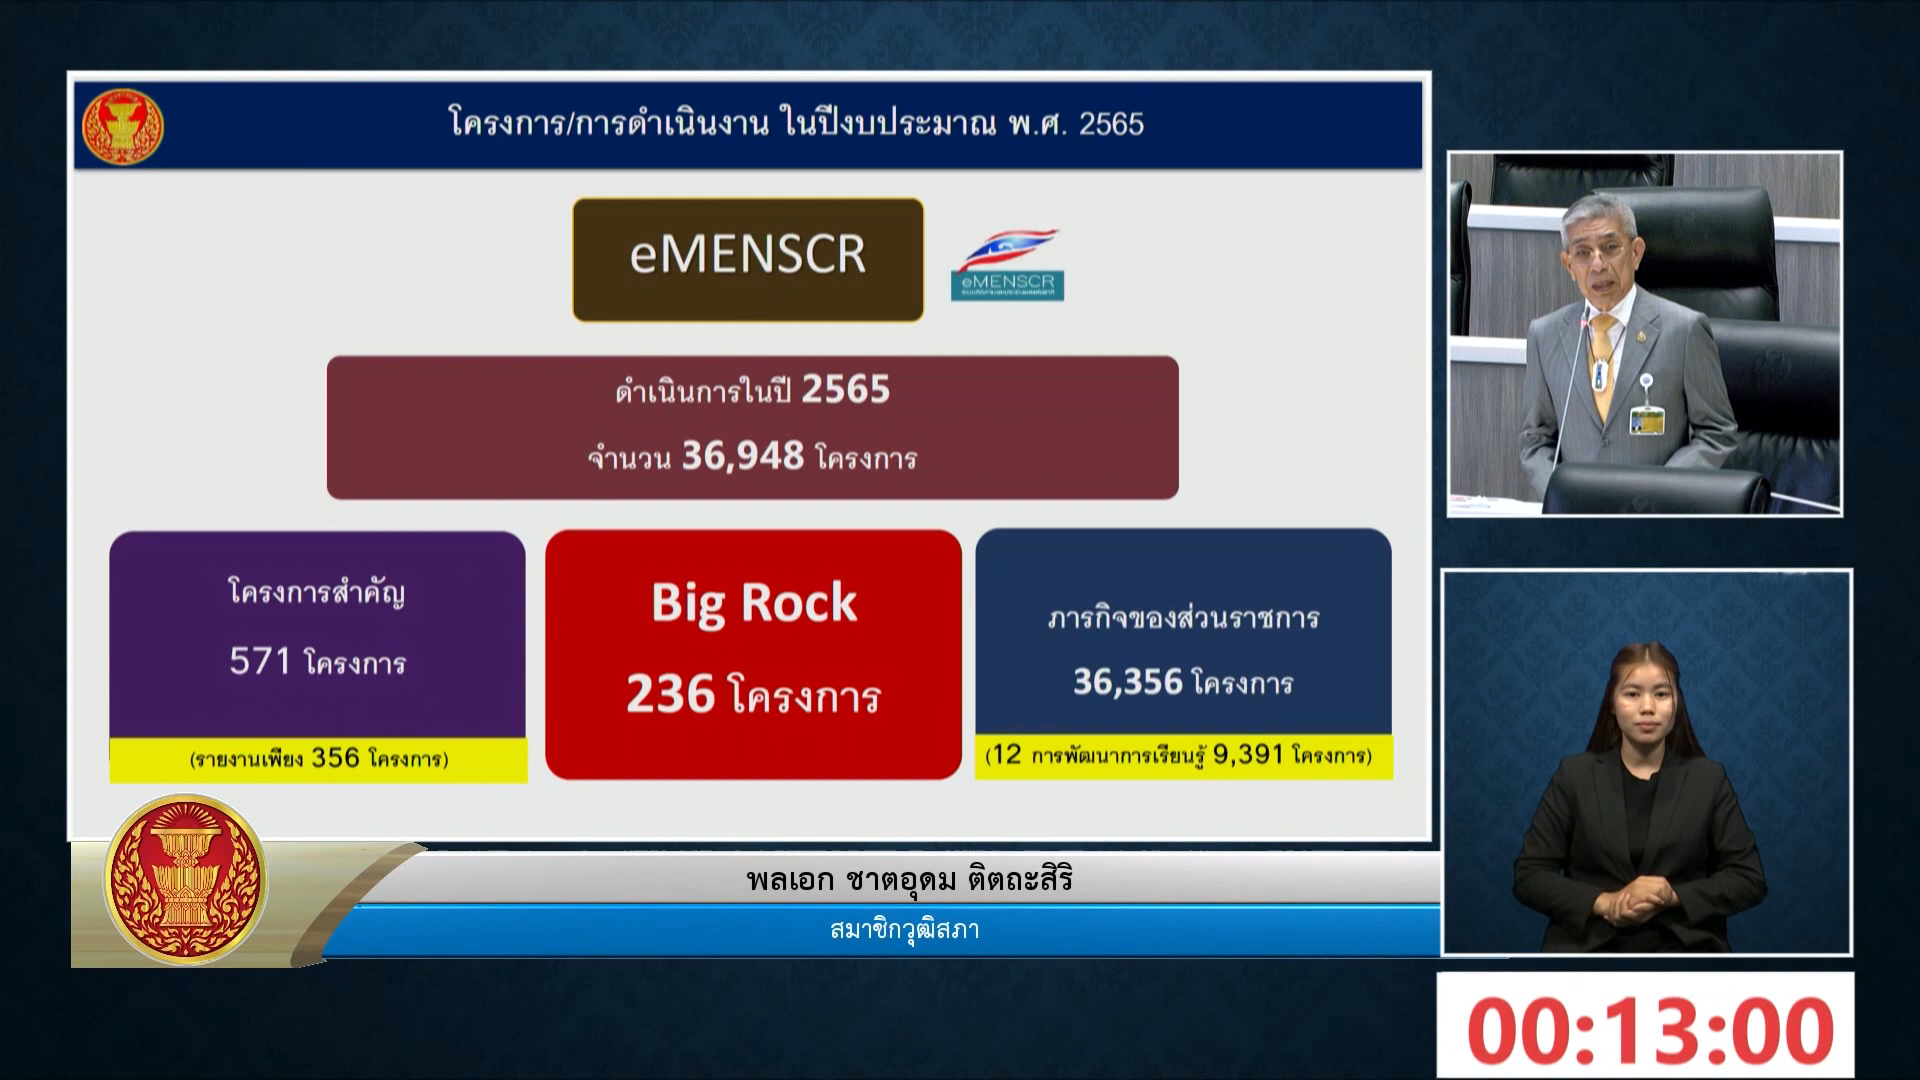 โครงการ/การดำเนินงาน ในปีงบประมาณ พ.ศ. 2565
eMENSCR
eMENSCR
ดำเนินการในปี 2565
จำนวน 36,948 โครงการ
โครงการสำคัญ
571 โครงการ
(รายงานเพียง 356 โครงการ)
Big Rock
236 โครงการ
ภารกิจของส่วนราชการ
36,356 โครงการ
(12 การพัฒนาการเรียนรู้ 9,391 โครงการ)
พลเอก ชาตอุดม ติตถะสิริ
สมาชิกวุฒิสภา
00:13:00